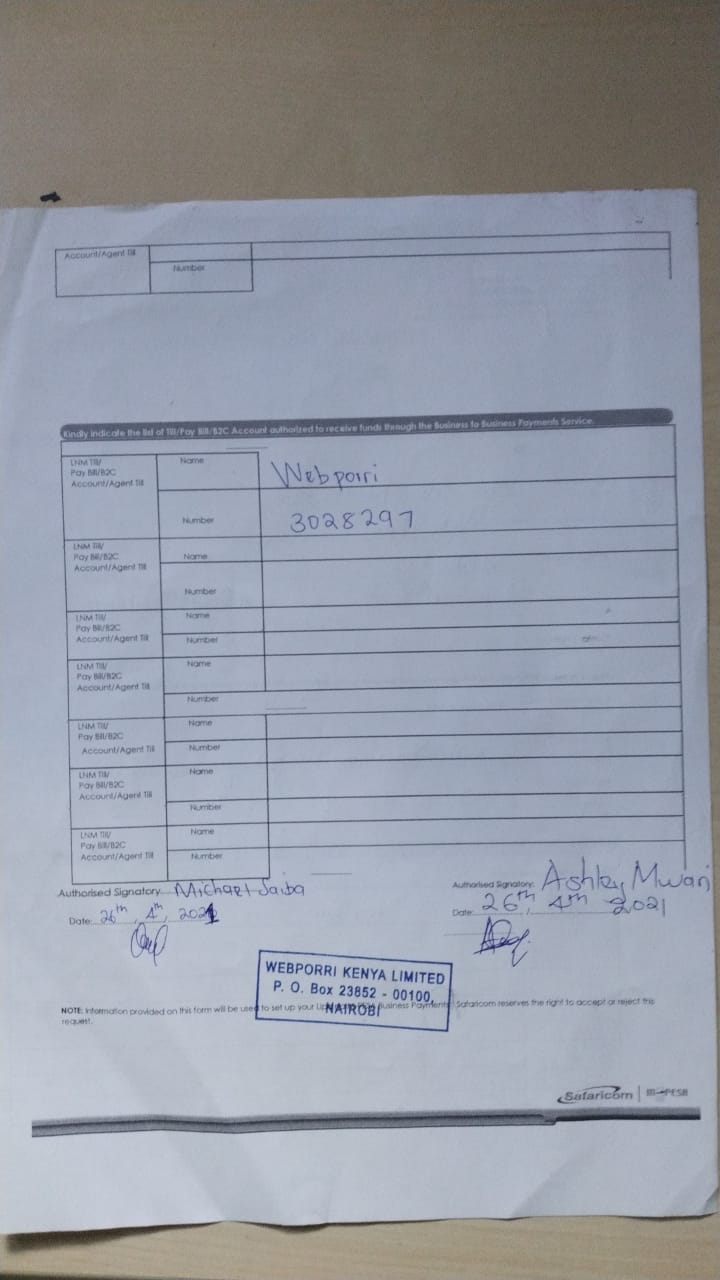 Account/Agent Till
Number
Kindly indicate the list of Till/Pay Bill/B2C Account authorized to receive funds through the Business to Business Payments Service.
LNM Till/
Pay Bill/B2C
Account/Agent Till
Name
Webporri
Number
3028297
LNM Till/
Pay Bill/B2C
Account/Agent Till
Name
Number
LNM Till/
Pay Bill/B2C
Account/Agent Till
Name
Number
LNM Till/
Pay Bill/B2C
Account/Agent Till
Name
Number
LNM Till/
Pay Bill/B2C
Account/Agent Till
Name
Number
LNM Till/
Pay Bill/B2C
Account/Agent Till
Name
Number
LNM Till/
Pay Bill/B2C
Account/Agent Till
Name
Number
Authorised Signatory: Michael Saiba
Date: 26th, 4th, 2021
Authorised Signatory: Ashley Mwari
Date: 26th, 4th 2021
WEBPORRI KENYA LIMITED
P. O. Box 23852 - 00100,
NAIROBI
NOTE: Information provided on this form will be used to set up your Business Payments. Safaricom reserves the right to accept or reject this
request.
Safaricom | m-PESA